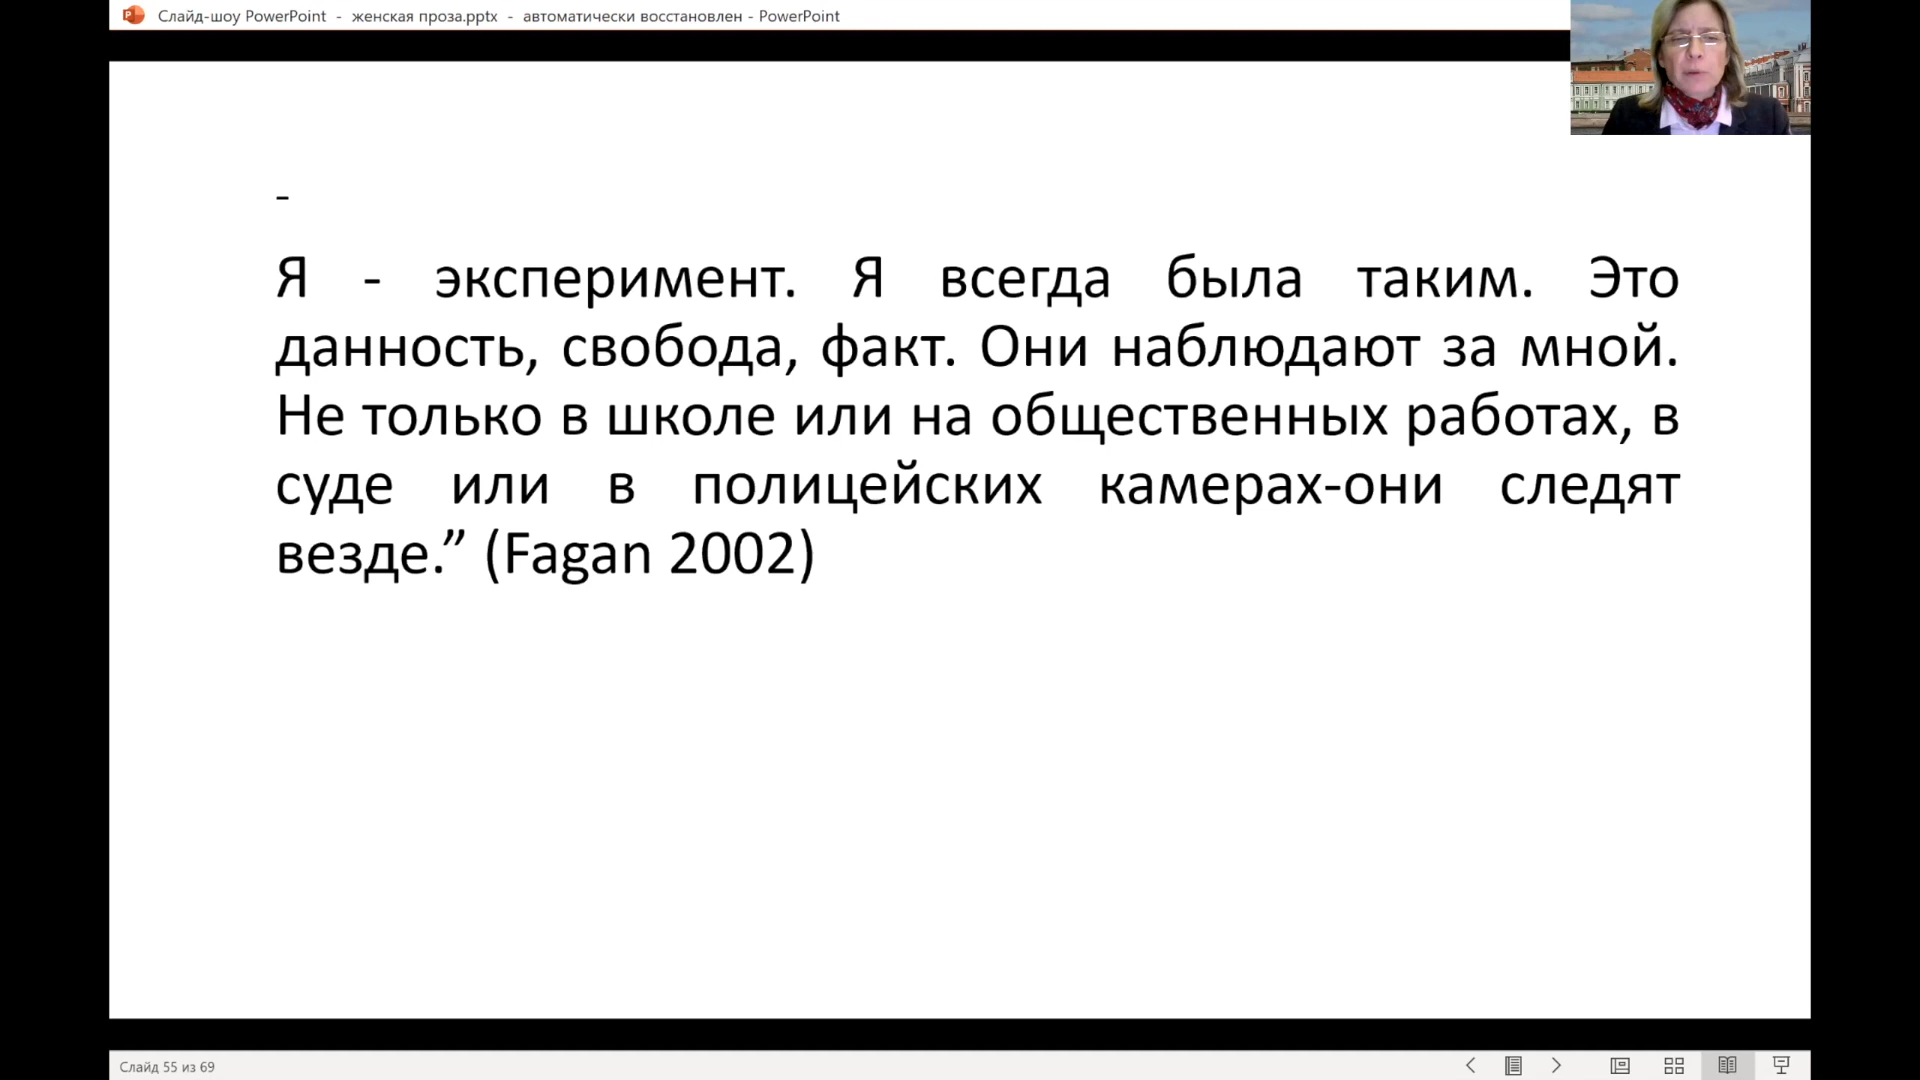 Слайд-шоу PowerPoint - женская проза.pptx - автоматически восстановлен - PowerPoint
-
Я - эксперимент. Я всегда была таким. Это
данность, свобода, факт. Они наблюдают за мной.
Не только в школе или на общественных работах, в
суде или в полицейских камерах-они следят
везде.” (Fagan 2002)
Слайд 55 из 69